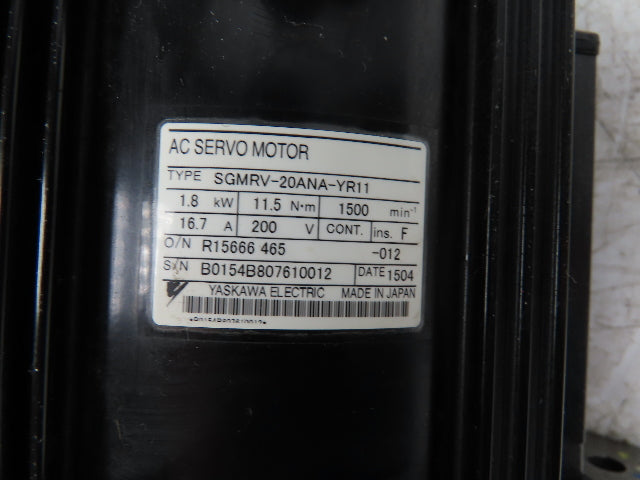 AC SERVO MOTOR
TYPE SGMRV-20ANA-YR11
1.8 kW 11.5 N·m 1500 min⁻¹
16.7 A 200 V CONT. ins. F
O/N R15666 465 -012
S/N B0154B807610012 DATE 1504
YASKAWA ELECTRIC MADE IN JAPAN
*B0154B807610012*